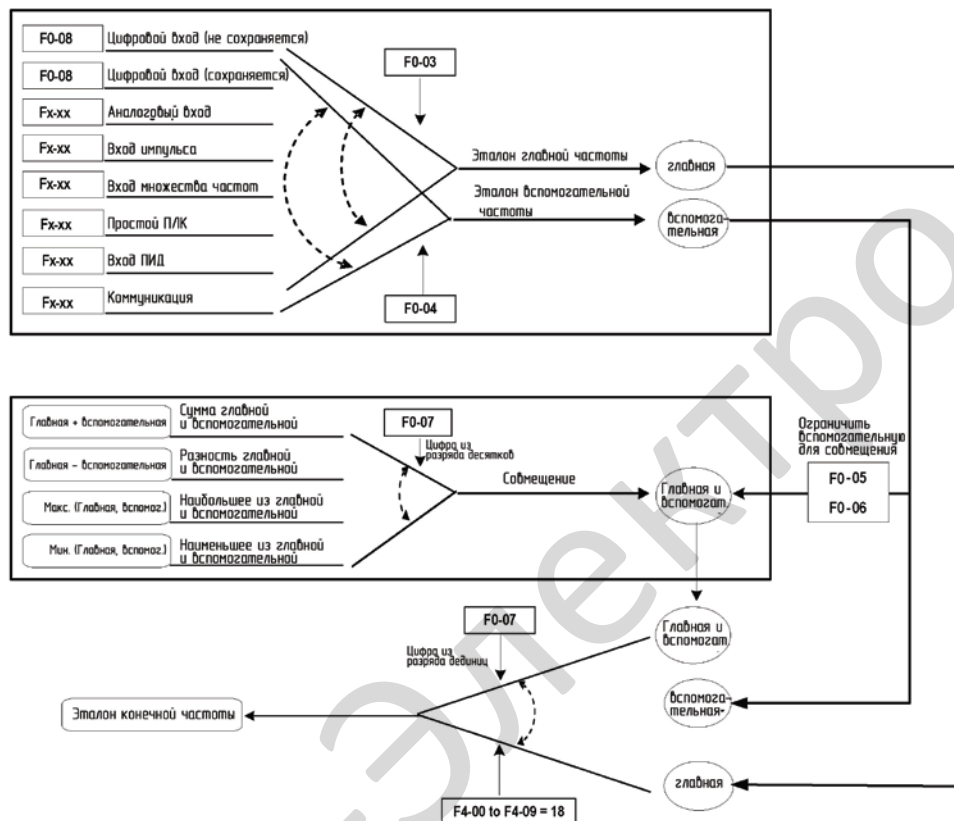 F0-08 Цифровой вход (не сохраняется)
F0-08 Цифровой вход (сохраняется)
Fx-xx Аналоговый вход
Fx-xx Вход импульса
Fx-xx Вход множества частот
Fx-xx Простой ПЛК
Fx-xx Вход ПИД
Fx-xx Коммуникация
F0-03
F0-04
Эталон главной частоты
Эталон вспомогательной
частоты
главная
вспомога-
тельная
Главная + вспомогательная
Сумма главной
и вспомогательной
Главная - вспомогательная
Разность главной
и вспомогательной
Макс. (Главная, вспомог.)
Наибольшее из главной
и вспомогательной
Мин. (Главная, вспомог.)
Наименьшее из главной
и вспомогательной
F0-07
Цифра из
разряда десятков
Совмещение
Главная и
вспомогат.
Ограничить
вспомогательную
для совмещения
F0-05
F0-06
F0-07
Цифра из
разряда дединиц
Главная и
вспомогат.
вспомога-
тельная-
главная
Эталон конечной частоты
F4-00 to F4-09 = 18
Электро